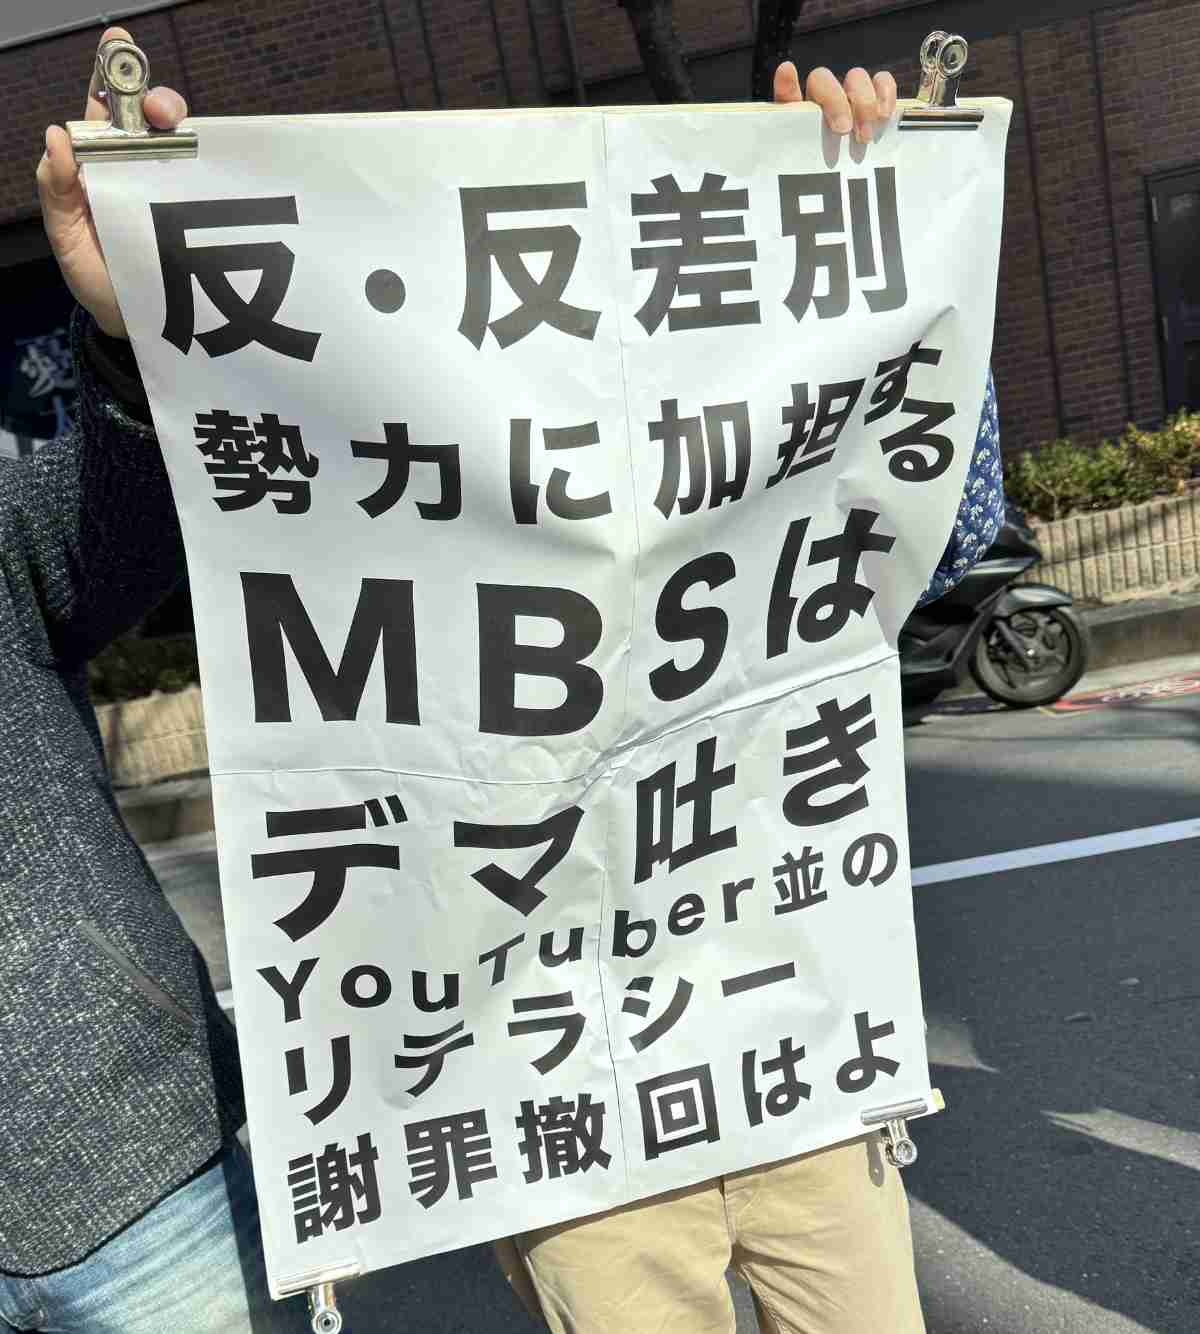 反・反差別
勢力に加担する
MBSは
デマ吐き
YouTuber並の
リテラシー
謝罪撤回はよ